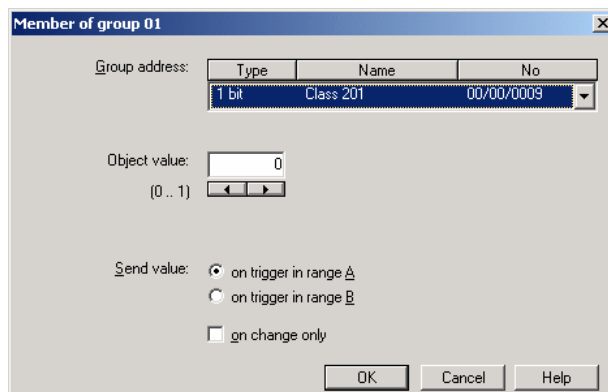 Member of group 01
Group address:
Type Name No
1 bit Class 201 00/00/0009
Object value: 0
(0 .. 1)
Send value: on trigger in range A
on trigger in range B
on change only
OK Cancel Help